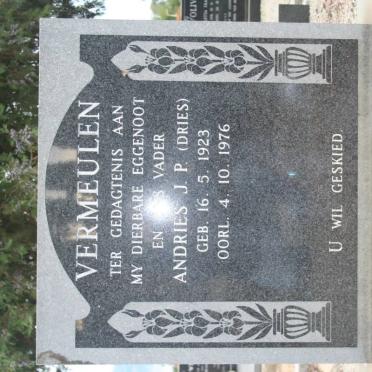 VERMEULEN
TER GEDAGTENIS AAN
MY DIERBARE EGGENOOT
EN VADER
ANDRIES J. P. (DRIES)
GEB. 16. 5. 1923
OORL. 4. 10. 1976
U WIL GESKIED